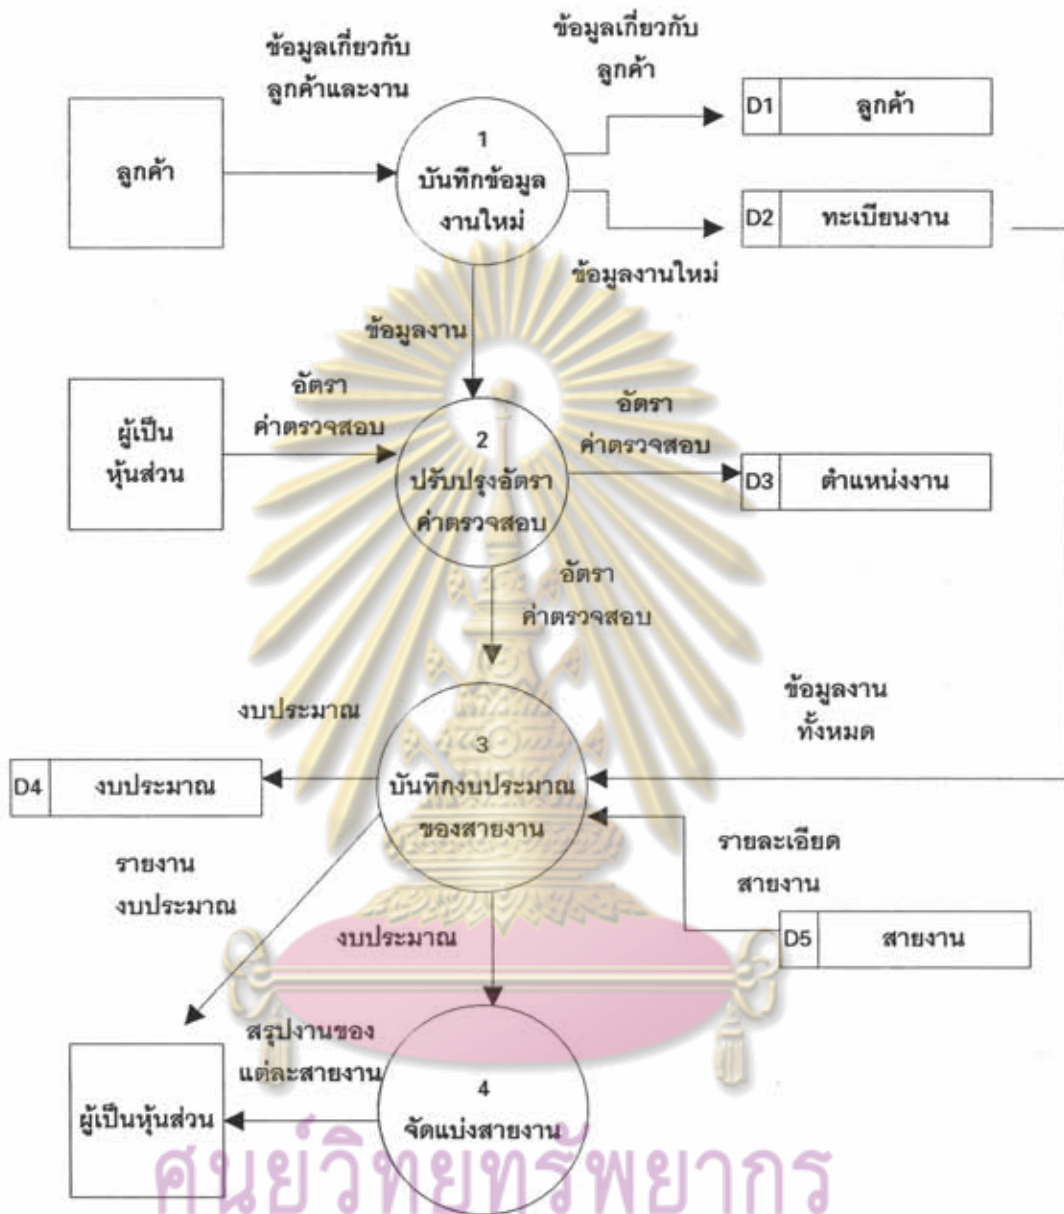 ข้อมูลเกี่ยวกับ
ลูกค้าและงาน
ข้อมูลเกี่ยวกับ
ลูกค้า
ลูกค้า
1
บันทึกข้อมูล
งานใหม่
D1 ลูกค้า
D2 ทะเบียนงาน
ข้อมูลงานใหม่
ข้อมูลงาน
ผู้เป็น
หุ้นส่วน
อัตรา
ค่าตรวจสอบ
2
ปรับปรุงอัตรา
ค่าตรวจสอบ
อัตรา
ค่าตรวจสอบ
D3 ตำแหน่งงาน
อัตรา
ค่าตรวจสอบ
งบประมาณ
ข้อมูลงาน
ทั้งหมด
D4 งบประมาณ
3
บันทึกงบประมาณ
ของสายงาน
รายงาน
งบประมาณ
รายละเอียด
สายงาน
งบประมาณ
D5 สายงาน
สรุปงานของ
แต่ละสายงาน
ผู้เป็นหุ้นส่วน
4
จัดแบ่งสายงาน
ศูนย์วิทยทรัพยากร